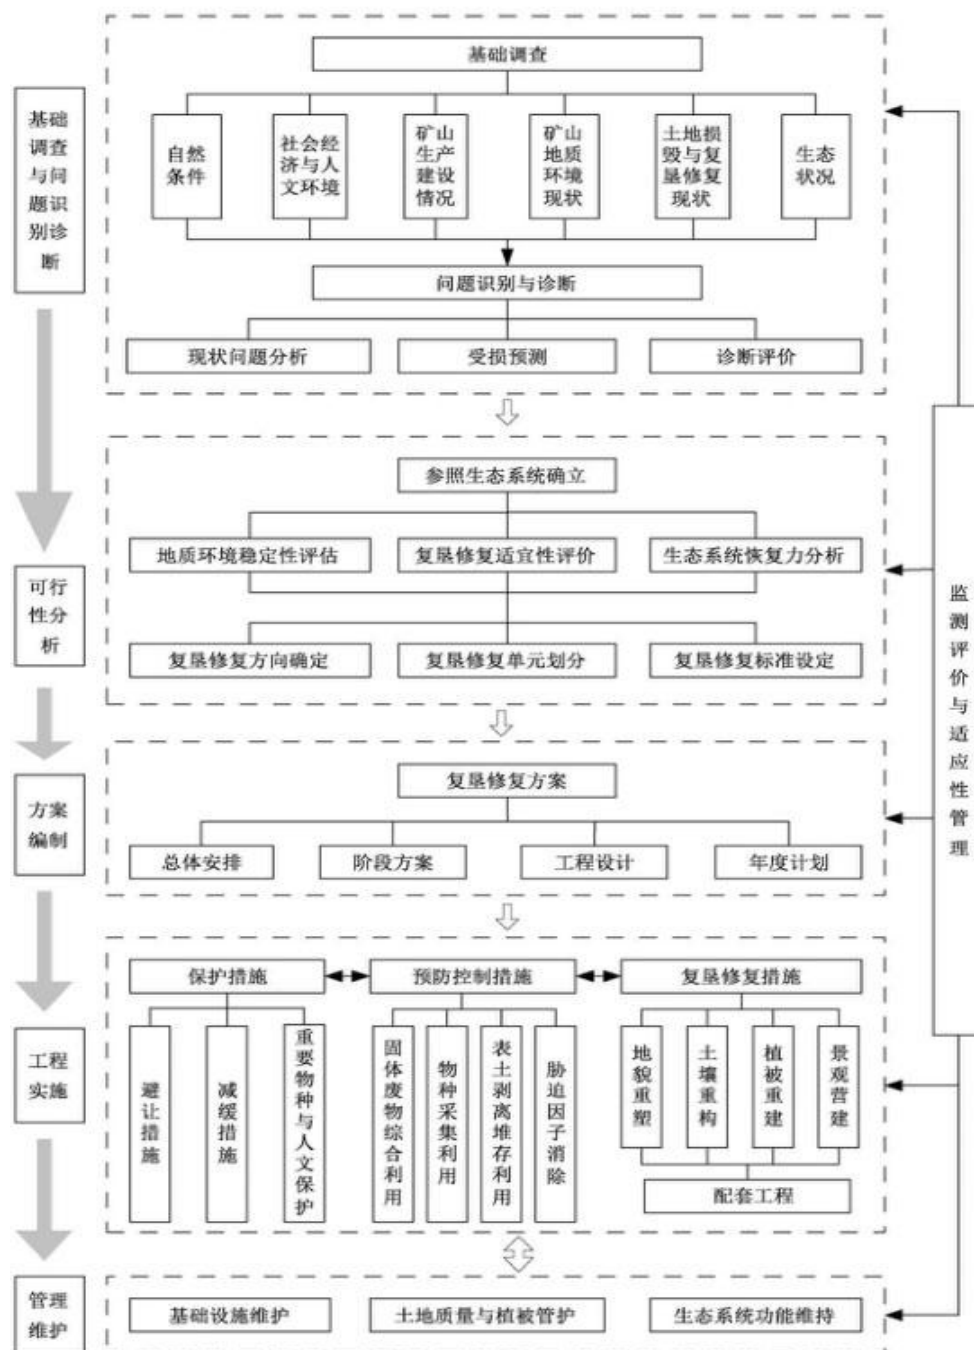 基础调查
基础
调查
与问
题识
别诊
断
自然
条件
社会经
济与人
文环境
矿山
生产
建设
情况
矿山
地质
环境
现状
土地损
毁与复
垦修复
现状
生态
状况
问题识别与诊断
现状问题分析
受损预测
诊断评价
参照生态系统确立
地质环境稳定性评估
复垦修复适宜性评价
生态系统恢复力分析
可行
性分
析
复垦修复方向确定
复垦修复单元划分
复垦修复标准设定
复垦修复方案
方案
编制
总体安排
阶段方案
工程设计
年度计划
保护措施
预防控制措施
复垦修复措施
工程
实施
避让措施
减缓措施
重要物种与人文保护
固体废物综合利用
物种采集利用
表土剥离堆存利用
胁迫因子消除
地貌重塑
土壤重构
植被重建
景观营建
配套工程
管理
维护
基础设施维护
土地质量与植被管护
生态系统功能维持
监测评价与适应性管理